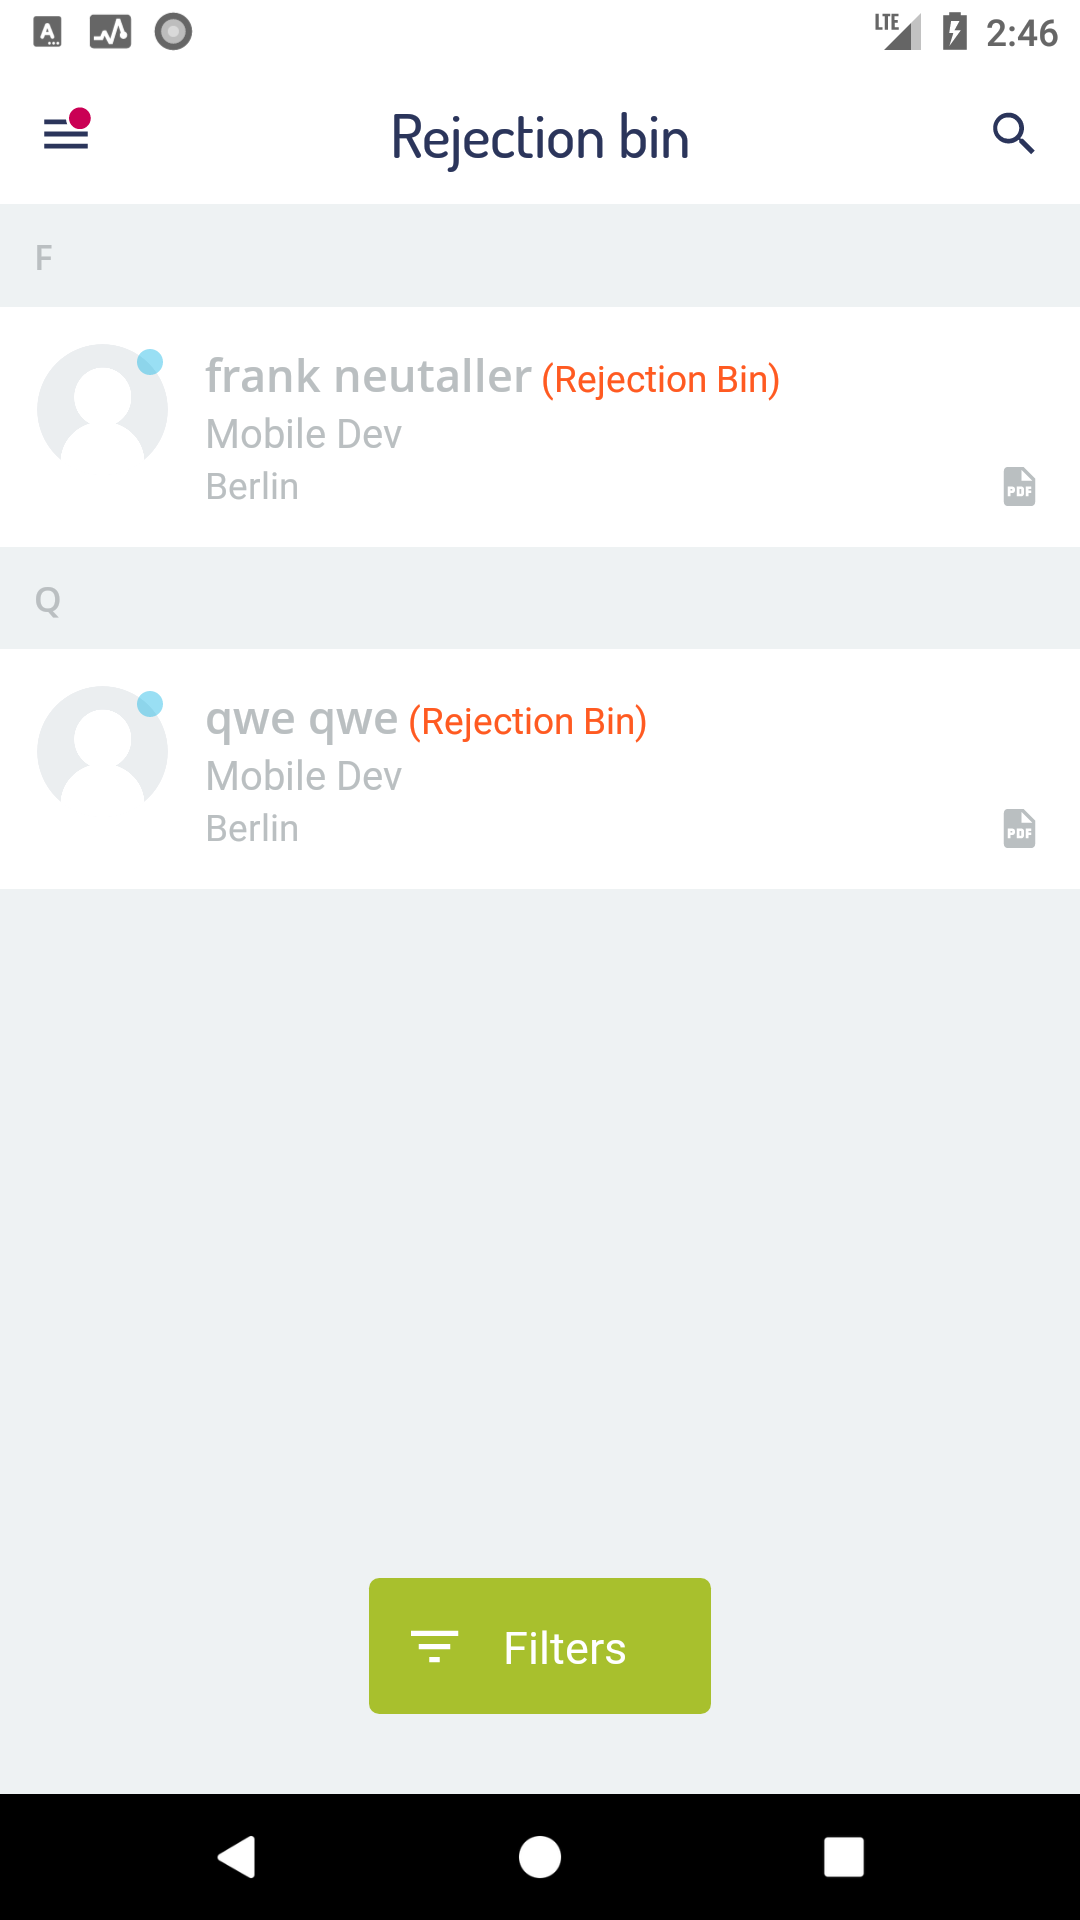 LTE 2:46
Rejection bin
F
frank neutaller (Rejection Bin)
Mobile Dev
Berlin
PDF
Q
qwe qwe (Rejection Bin)
Mobile Dev
Berlin
PDF
Filters